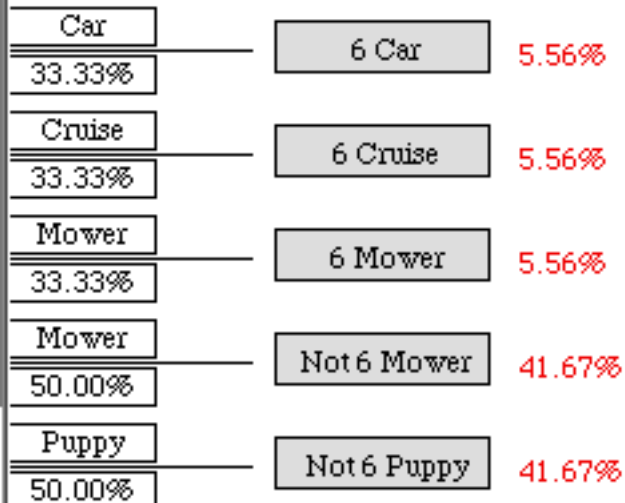 Car
33.33%
6 Car
5.56%
Cruise
33.33%
6 Cruise
5.56%
Mower
33.33%
6 Mower
5.56%
Mower
50.00%
Not 6 Mower
41.67%
Puppy
50.00%
Not 6 Puppy
41.67%